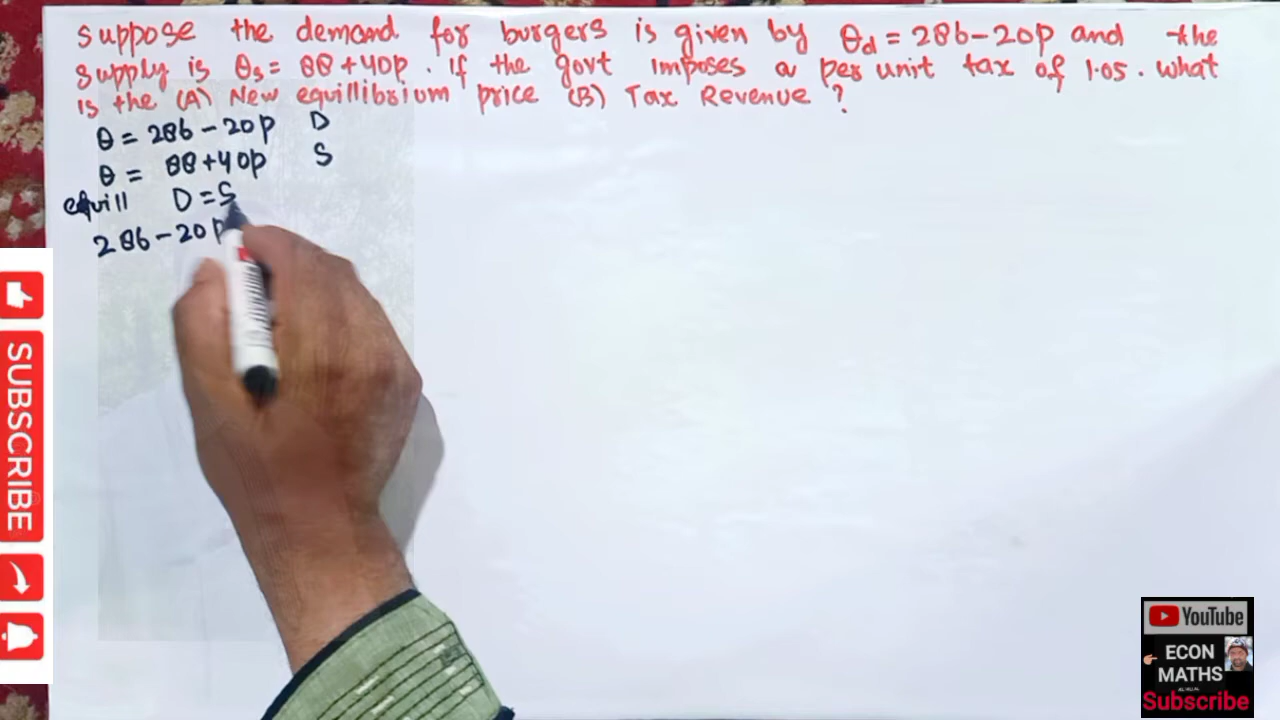 suppose the demand for burgers is given by Qd = 286-20p and the
supply is Qs = 88+40p. If the govt imposes a per unit tax of 1.05. what
is the (A) New equillibrium price (B) Tax Revenue ?
Q = 286-20p D
Q = 88+40p S
equill D = S
286-20p
SUBSCRIBE
YouTube
ECON
MATHS
Subscribe